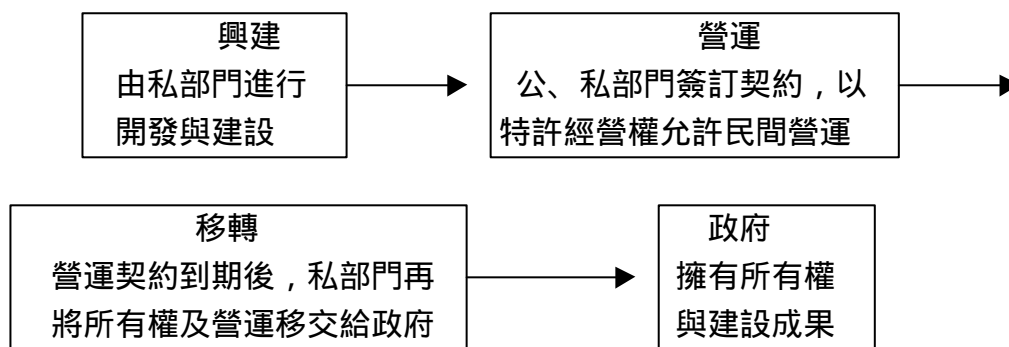 興建
由私部門進行
開發與建設
營運
公、私部門簽訂契約，以
特許經營權允許民間營運
移轉
營運契約到期後，私部門再
將所有權及營運移交給政府
政府
擁有所有權
與建設成果